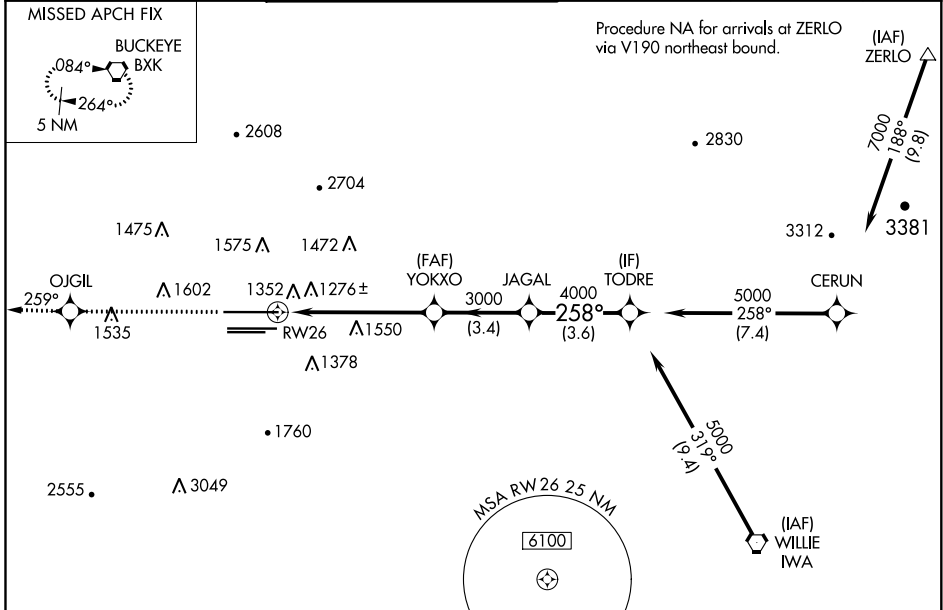 MISSED APCH FIX
BUCKEYE
BXK
084°
264°
5 NM
Procedure NA for arrivals at ZERLO
via V190 northeast bound.
(IAF)
ZERLO
7000
188°
(9.8)
2608
2830
2704
3381
3312
1475
1575
1472
(FAF)
YOKXO
JAGAL
(IF)
TODRE
CERUN
OJGIL
259°
1602
1352
1276±
3000
(3.4)
4000
258°
(3.6)
5000
258°
(7.4)
1535
RW26
1550
1378
1760
5000
319°
(9.4)
2555
3049
MSA RW26 25 NM
6100
(IAF)
WILLIE
IWA